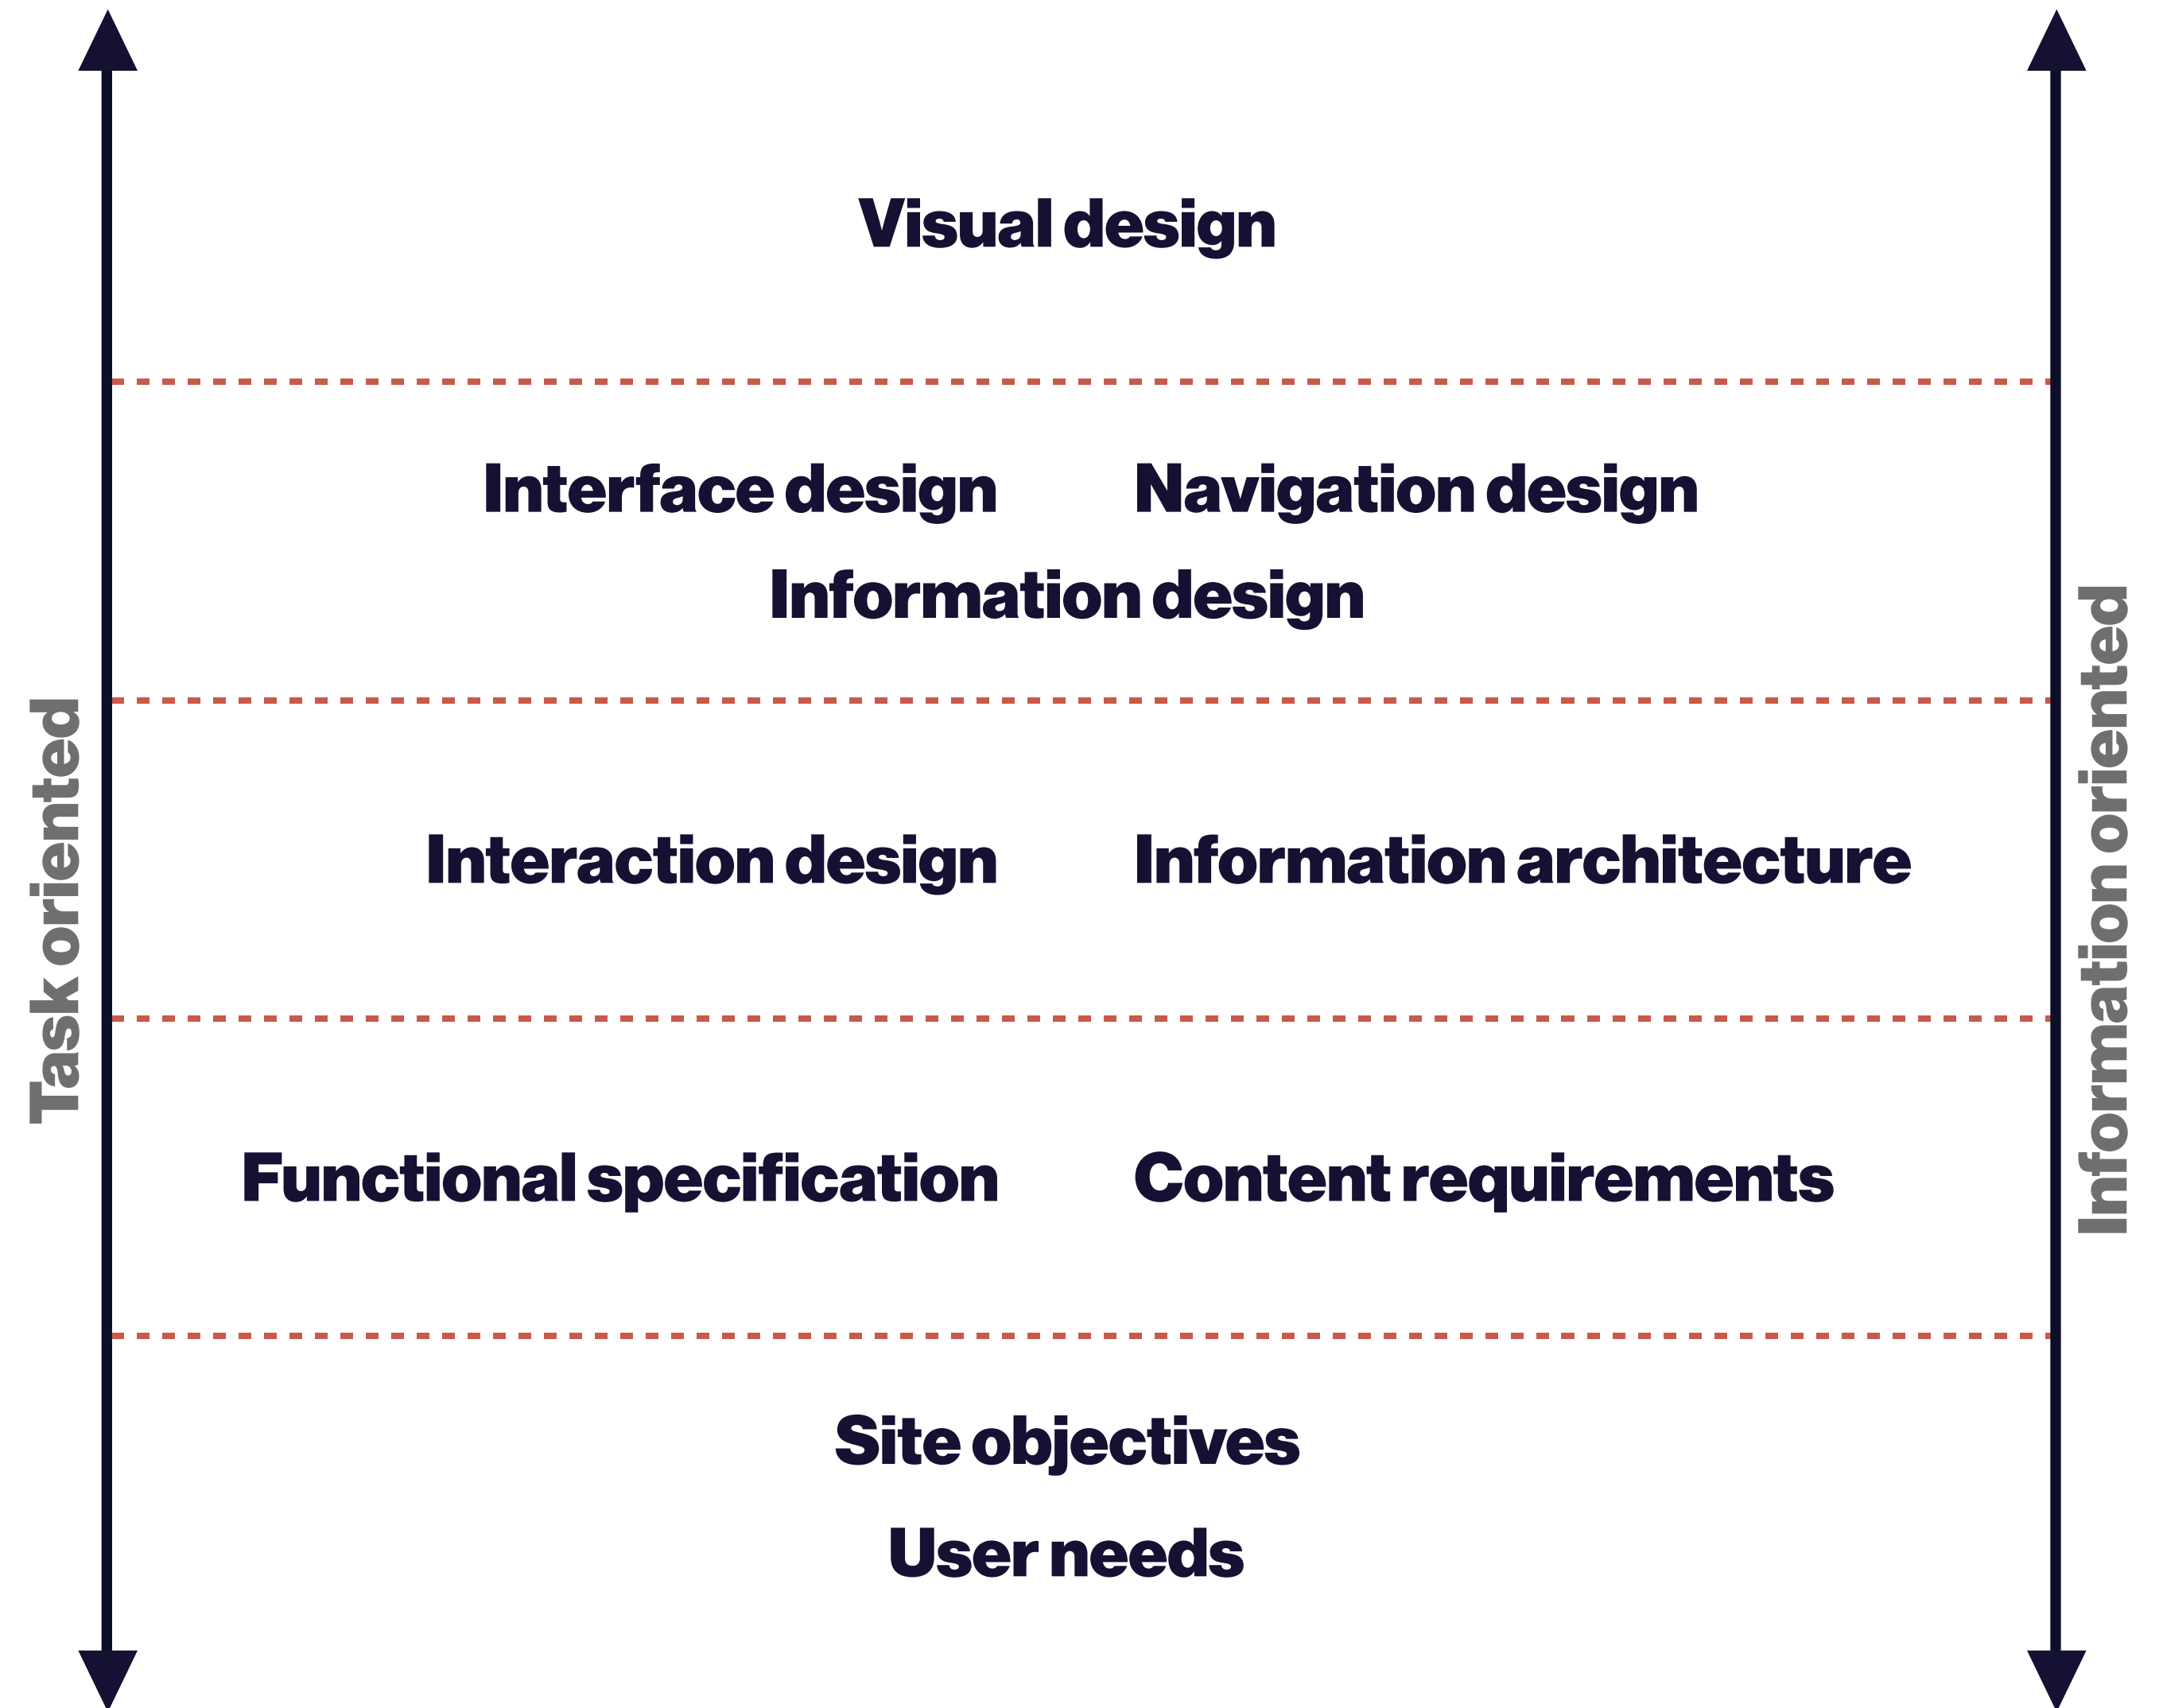 Visual design
Interface design
Navigation design
Information design
Interaction design
Information architecture
Functional specification
Content requirements
Site objectives
User needs
Task oriented
Information oriented